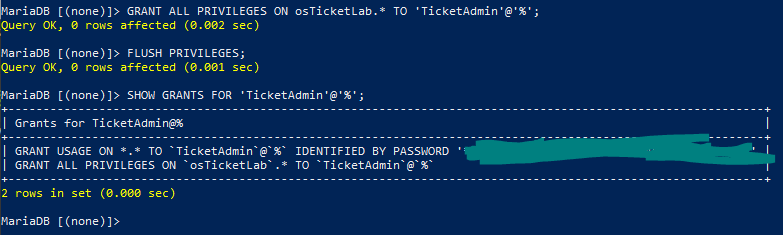 MariaDB [(none)]> GRANT ALL PRIVILEGES ON osTicketLab.* TO 'TicketAdmin'@'%';
Query OK, 0 rows affected (0.002 sec)
MariaDB [(none)]> FLUSH PRIVILEGES;
Query OK, 0 rows affected (0.001 sec)
MariaDB [(none)]> SHOW GRANTS FOR 'TicketAdmin'@'%';
| Grants for TicketAdmin@% |
| GRANT USAGE ON *.* TO `TicketAdmin`@`%` IDENTIFIED BY PASSWORD '
| GRANT ALL PRIVILEGES ON `osTicketLab`.* TO `TicketAdmin`@`%`
2 rows in set (0.000 sec)
MariaDB [(none)]>